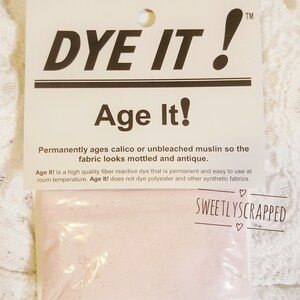 DYE IT!™
Age It!
Permanently ages calico or unbleached muslin so the
fabric looks mottled and antique.
Age It! is a high quality fiber reactive dye that is permanent and easy to use at
room temperature. Age It! does not dye polyester and other synthetic fabrics.
SWEETLYSCRAPPED